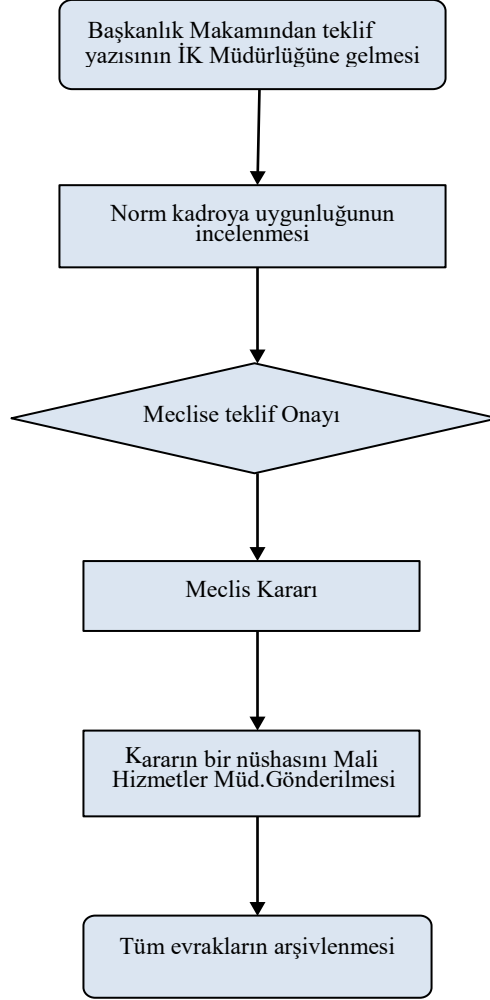 Başkanlık Makamından teklif
yazısının İK Müdürlüğüne gelmesi
Norm kadroya uygunluğunun
incelenmesi
Meclise teklif Onayı
Meclis Kararı
Kararın bir nüshasını Mali
Hizmetler Müd.Gönderilmesi
Tüm evrakların arşivlenmesi